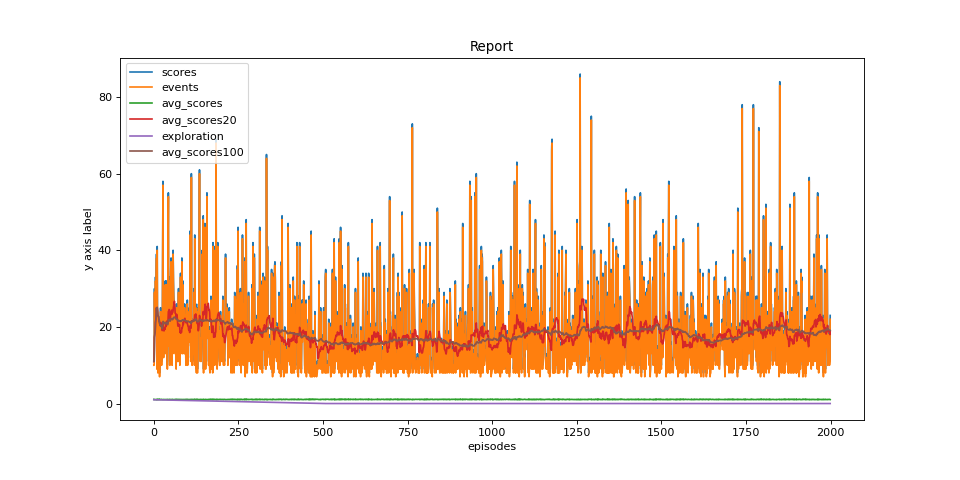 Report
scores
events
avg_scores
avg_scores20
exploration
avg_scores100
y axis label
80
60
40
20
0
0 250 500 750 1000 1250 1500 1750 2000
episodes